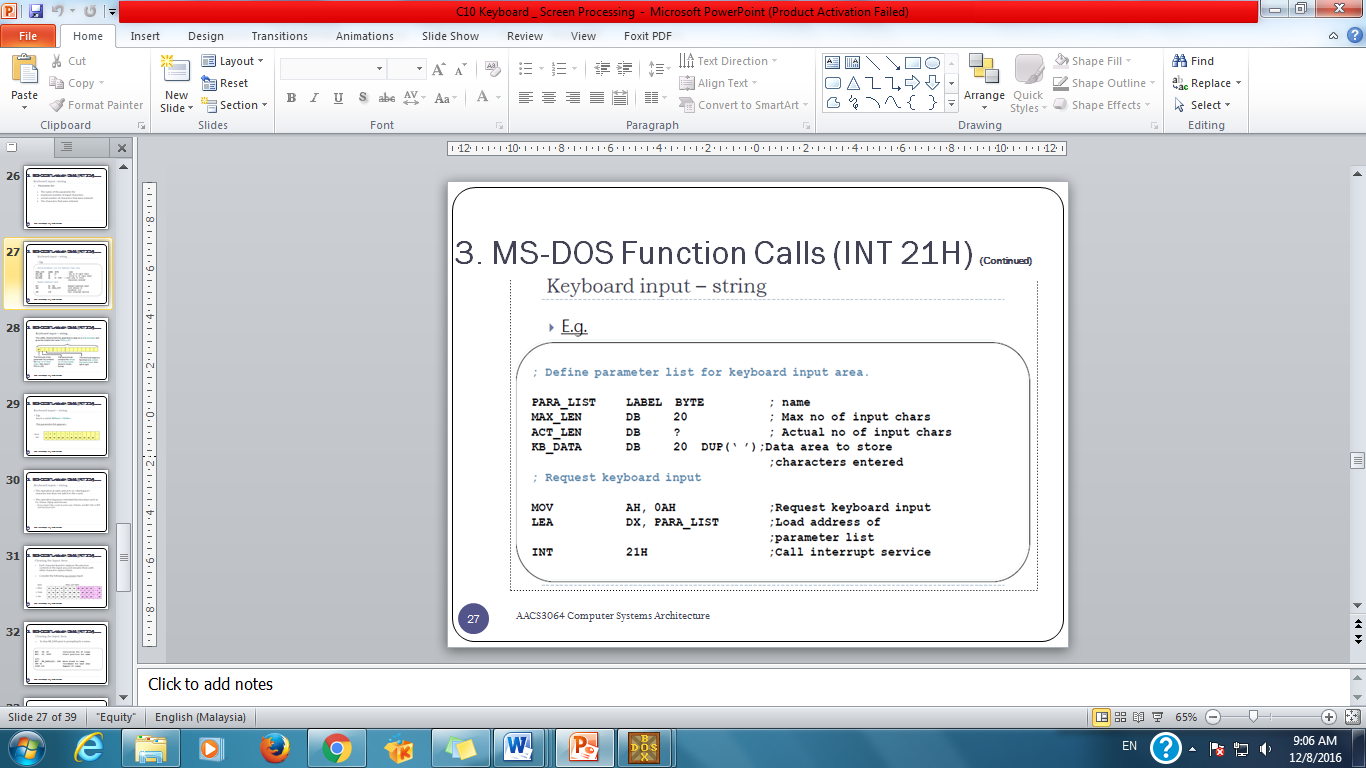 C10 Keyboard _ Screen Processing - Microsoft PowerPoint (Product Activation Failed)
File Home Insert Design Transitions Animations Slide Show Review View Foxit PDF
Paste
Cut
Copy
Format Painter
Clipboard
New Slide
Layout
Reset
Section
Slides
Font
Text Direction
Align Text
Convert to SmartArt
Paragraph
Arrange
Quick Styles
Shape Fill
Shape Outline
Shape Effects
Drawing
Find
Replace
Select
Editing
26
27
28
29
30
31
32
3. MS-DOS Function Calls (INT 21H) (Continued)
Keyboard input – string
E.g.
; Define parameter list for keyboard input area.
PARA_LIST LABEL BYTE ; name
MAX_LEN DB 20 ; Max no of input chars
ACT_LEN DB ? ; Actual no of input chars
KB_DATA DB 20 DUP(‘ ’);Data area to store
;characters entered
; Request keyboard input
MOV AH, 0AH ;Request keyboard input
LEA DX, PARA_LIST ;Load address of
;parameter list
INT 21H ;Call interrupt service
27 AACS3064 Computer Systems Architecture
Click to add notes
Slide 27 of 39 "Equity" English (Malaysia) 65%
EN 9:06 AM
12/8/2016